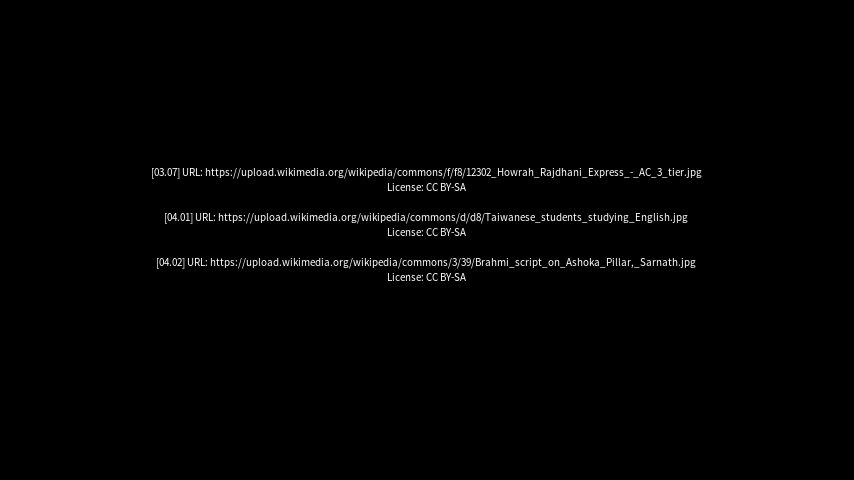 [03.07] URL: https://upload.wikimedia.org/wikipedia/commons/f/f8/12302_Howrah_Rajdhani_Express_-_AC_3_tier.jpg
License: CC BY-SA
[04.01] URL: https://upload.wikimedia.org/wikipedia/commons/d/d8/Taiwanese_students_studying_English.jpg
License: CC BY-SA
[04.02] URL: https://upload.wikimedia.org/wikipedia/commons/3/39/Brahmi_script_on_Ashoka_Pillar,_Sarnath.jpg
License: CC BY-SA